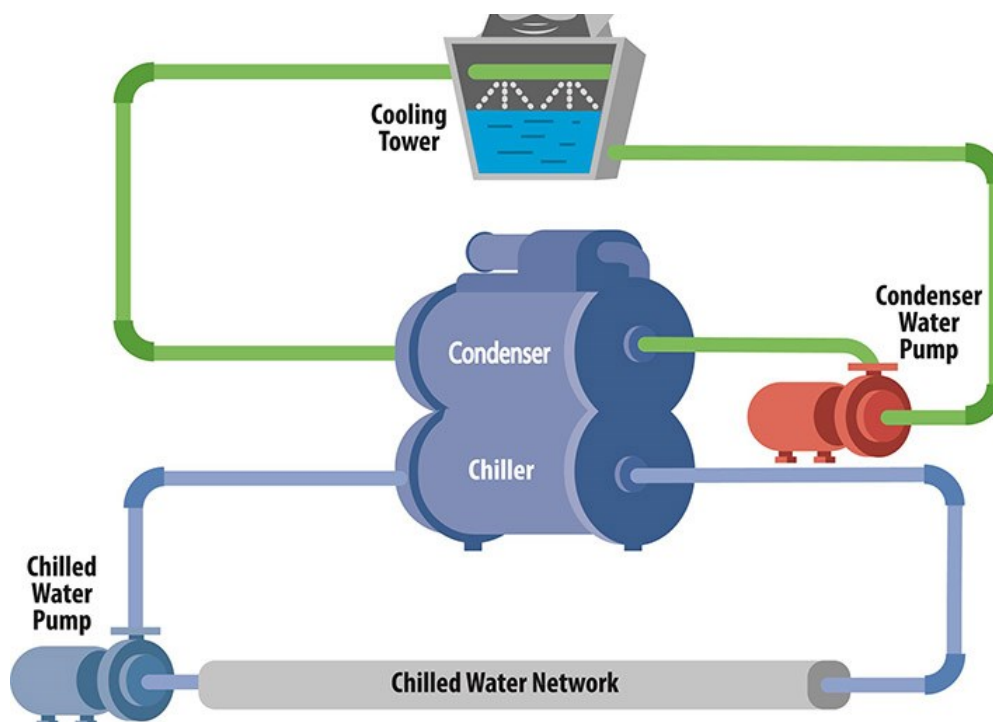 Cooling
Tower
Condenser
Water
Pump
Condenser
Chiller
Chilled
Water
Pump
Chilled Water Network